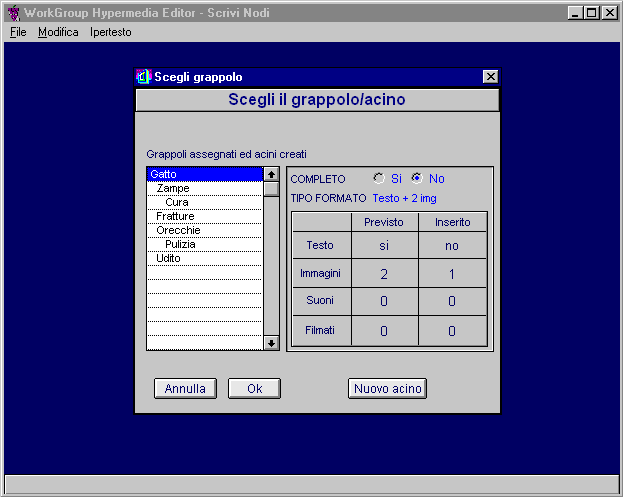 WorkGroup Hypermedia Editor - Scrivi Nodi
File Modifica Ipertesto
Scegli grappolo
Scegli il grappolo/acino
Grappoli assegnati ed acini creati
Gatto
Zampe
Cura
Fratture
Orecchie
Pulizia
Udito
COMPLETO Si No
TIPO FORMATO Testo + 2 img
Previsto Inserito
Testo si no
Immagini 2 1
Suoni 0 0
Filmati 0 0
Annulla Ok Nuovo acino